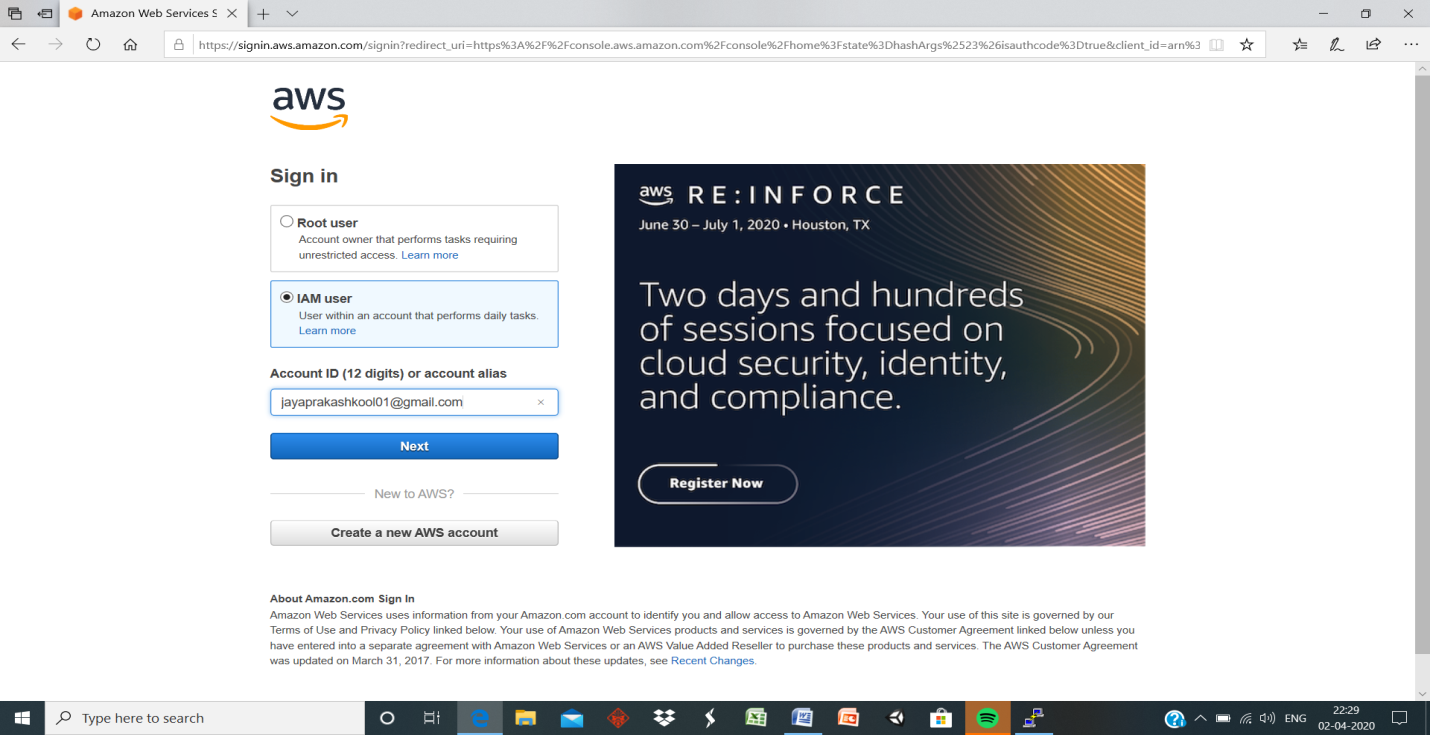 Amazon Web Services S
https://signin.aws.amazon.com/signin?redirect_uri=https%3A%2F%2Fconsole.aws.amazon.com%2Fconsole%2Fhome%3Fstate%3DhashArgs%2523%26isauthcode%3Dtrue&client_id=arn%3
aws
Sign in
Root user
Account owner that performs tasks requiring
unrestricted access. Learn more
IAM user
User within an account that performs daily tasks.
Learn more
Account ID (12 digits) or account alias
jayaprakashkool01@gmail.com
Next
New to AWS?
Create a new AWS account
aws RE:INFORCE
June 30 – July 1, 2020 • Houston, TX
Two days and hundreds
of sessions focused on
cloud security, identity,
and compliance.
Register Now
About Amazon.com Sign In
Amazon Web Services uses information from your Amazon.com account to identify you and allow access to Amazon Web Services. Your use of this site is governed by our
Terms of Use and Privacy Policy linked below. Your use of Amazon Web Services products and services is governed by the AWS Customer Agreement linked below unless you
have entered into a separate agreement with Amazon Web Services or an AWS Value Added Reseller to purchase these products and services. The AWS Customer Agreement
was updated on March 31, 2017. For more information about these updates, see Recent Changes.
Type here to search
ENG
22:29
02-04-2020